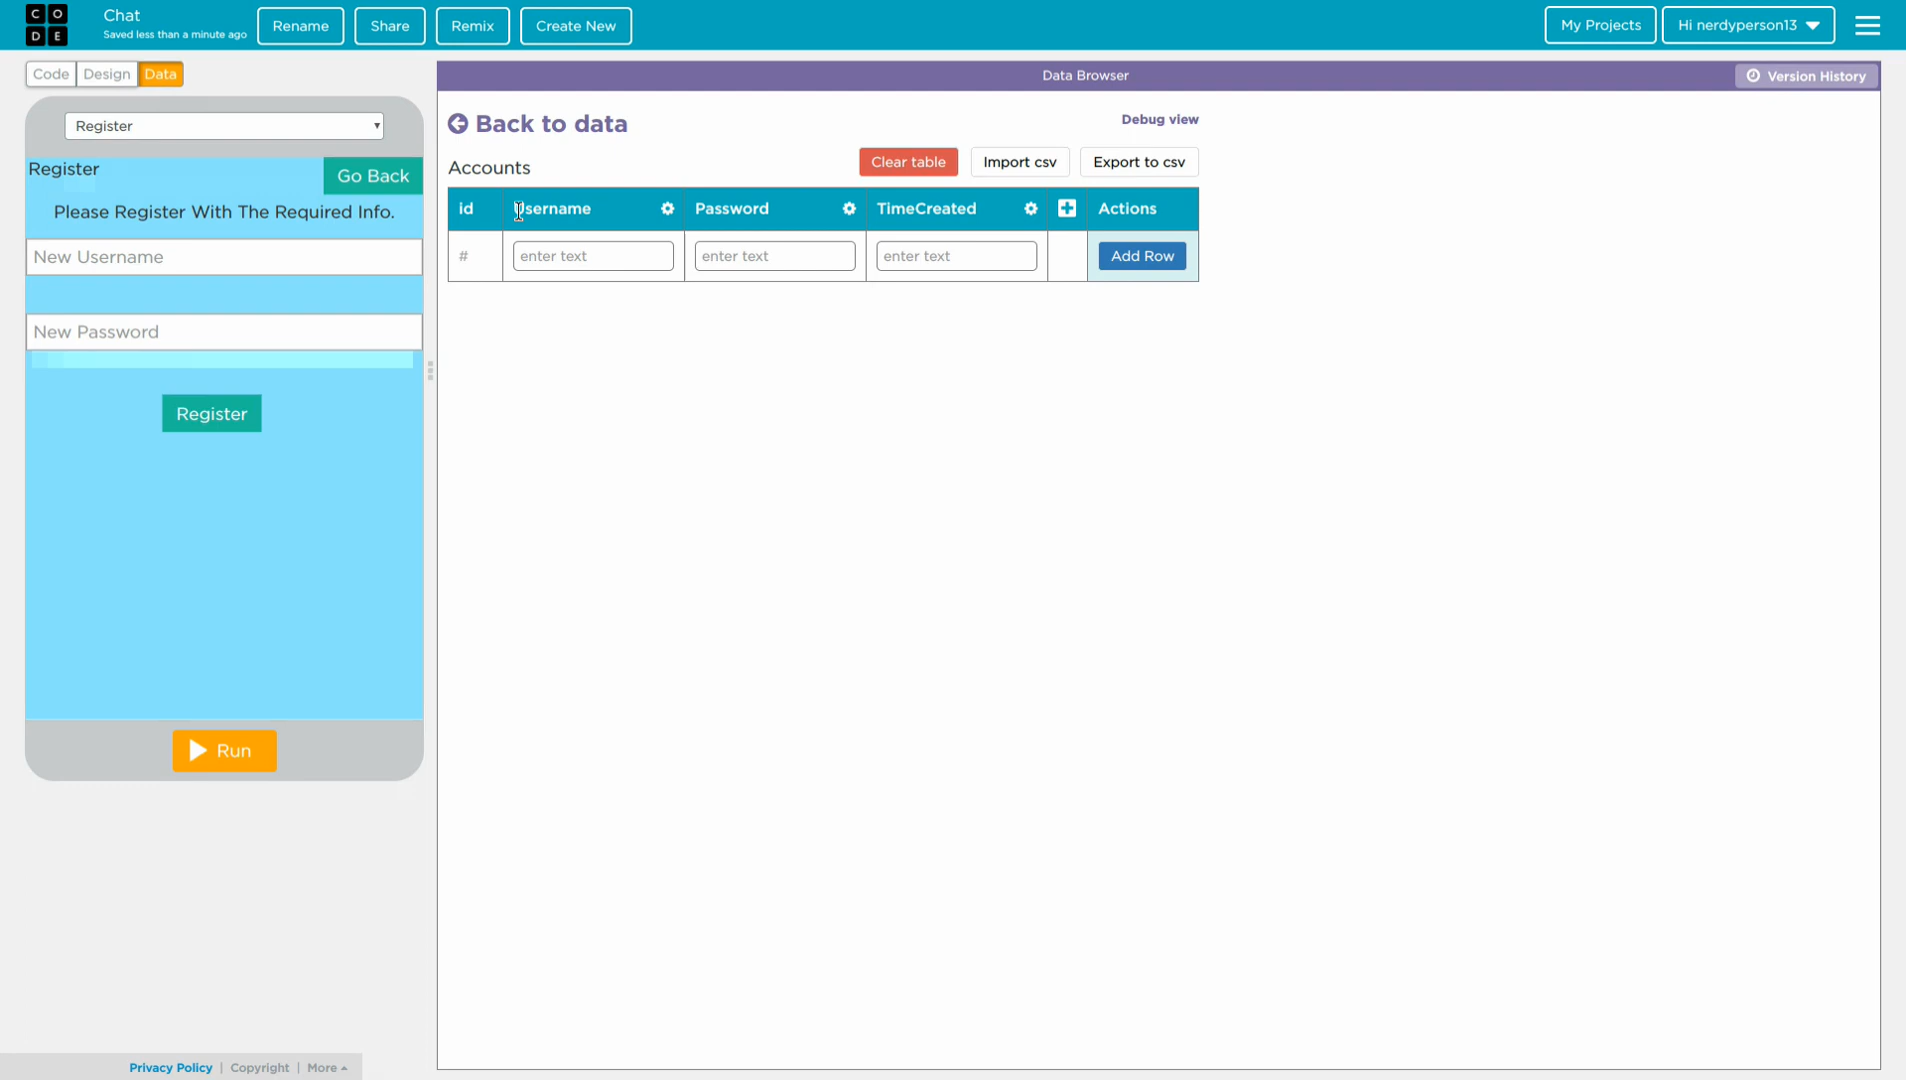 CODE
Chat
Saved less than a minute ago
Rename
Share
Remix
Create New
My Projects
Hi nerdyperson13
Code
Design
Data
Data Browser
Version History
Register
Register
Go Back
Please Register With The Required Info.
New Username
New Password
Register
Run
Back to data
Debug view
Accounts
Clear table
Import csv
Export to csv
id
Username
Password
TimeCreated
Actions
#
enter text
enter text
enter text
Add Row
Privacy Policy | Copyright | More